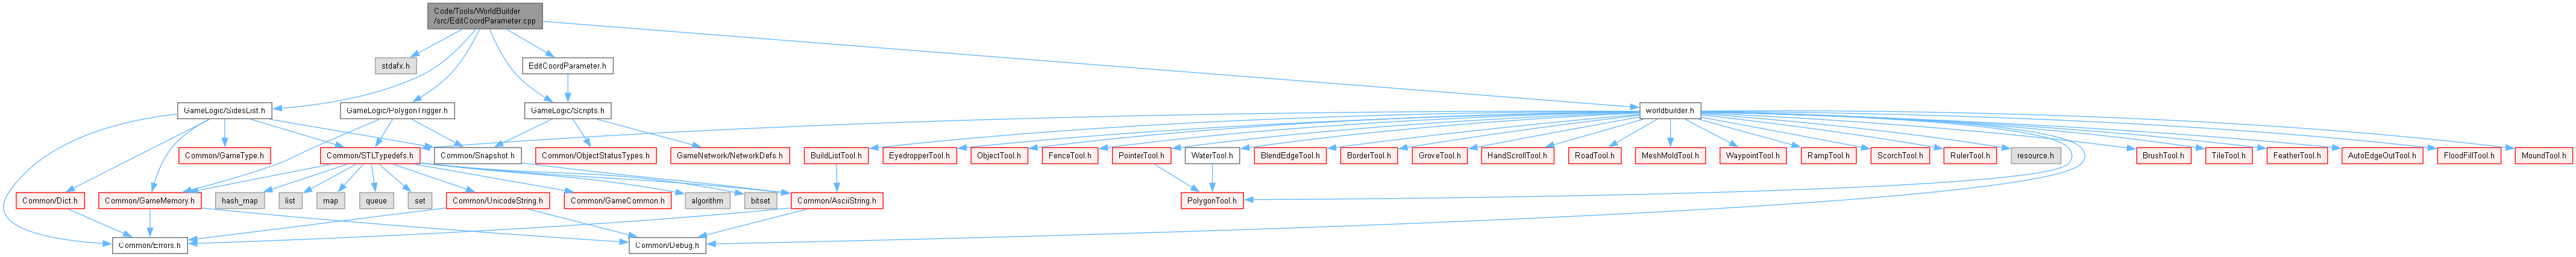 Code/Tools/WorldBuilder
/src/EditCoordParameter.cpp
stdafx.h
EditCoordParameter.h
GameLogic/SidesList.h
GameLogic/PolygonTrigger.h
GameLogic/Scripts.h
worldbuilder.h
Common/GameType.h
Common/STLTypedefs.h
Common/Snapshot.h
Common/ObjectStatusTypes.h
GameNetwork/NetworkDefs.h
BuildListTool.h
EyedropperTool.h
ObjectTool.h
FenceTool.h
PointerTool.h
WaterTool.h
BlendEdgeTool.h
BorderTool.h
GroveTool.h
HandScrollTool.h
RoadTool.h
MeshMoldTool.h
WaypointTool.h
RampTool.h
ScorchTool.h
RulerTool.h
resource.h
BrushTool.h
TileTool.h
FeatherTool.h
AutoEdgeOutTool.h
FloodFillTool.h
MoundTool.h
Common/Dict.h
Common/GameMemory.h
hash_map
list
map
queue
set
Common/UnicodeString.h
Common/GameCommon.h
algorithm
bitset
Common/AsciiString.h
PolygonTool.h
Common/Errors.h
Common/Debug.h